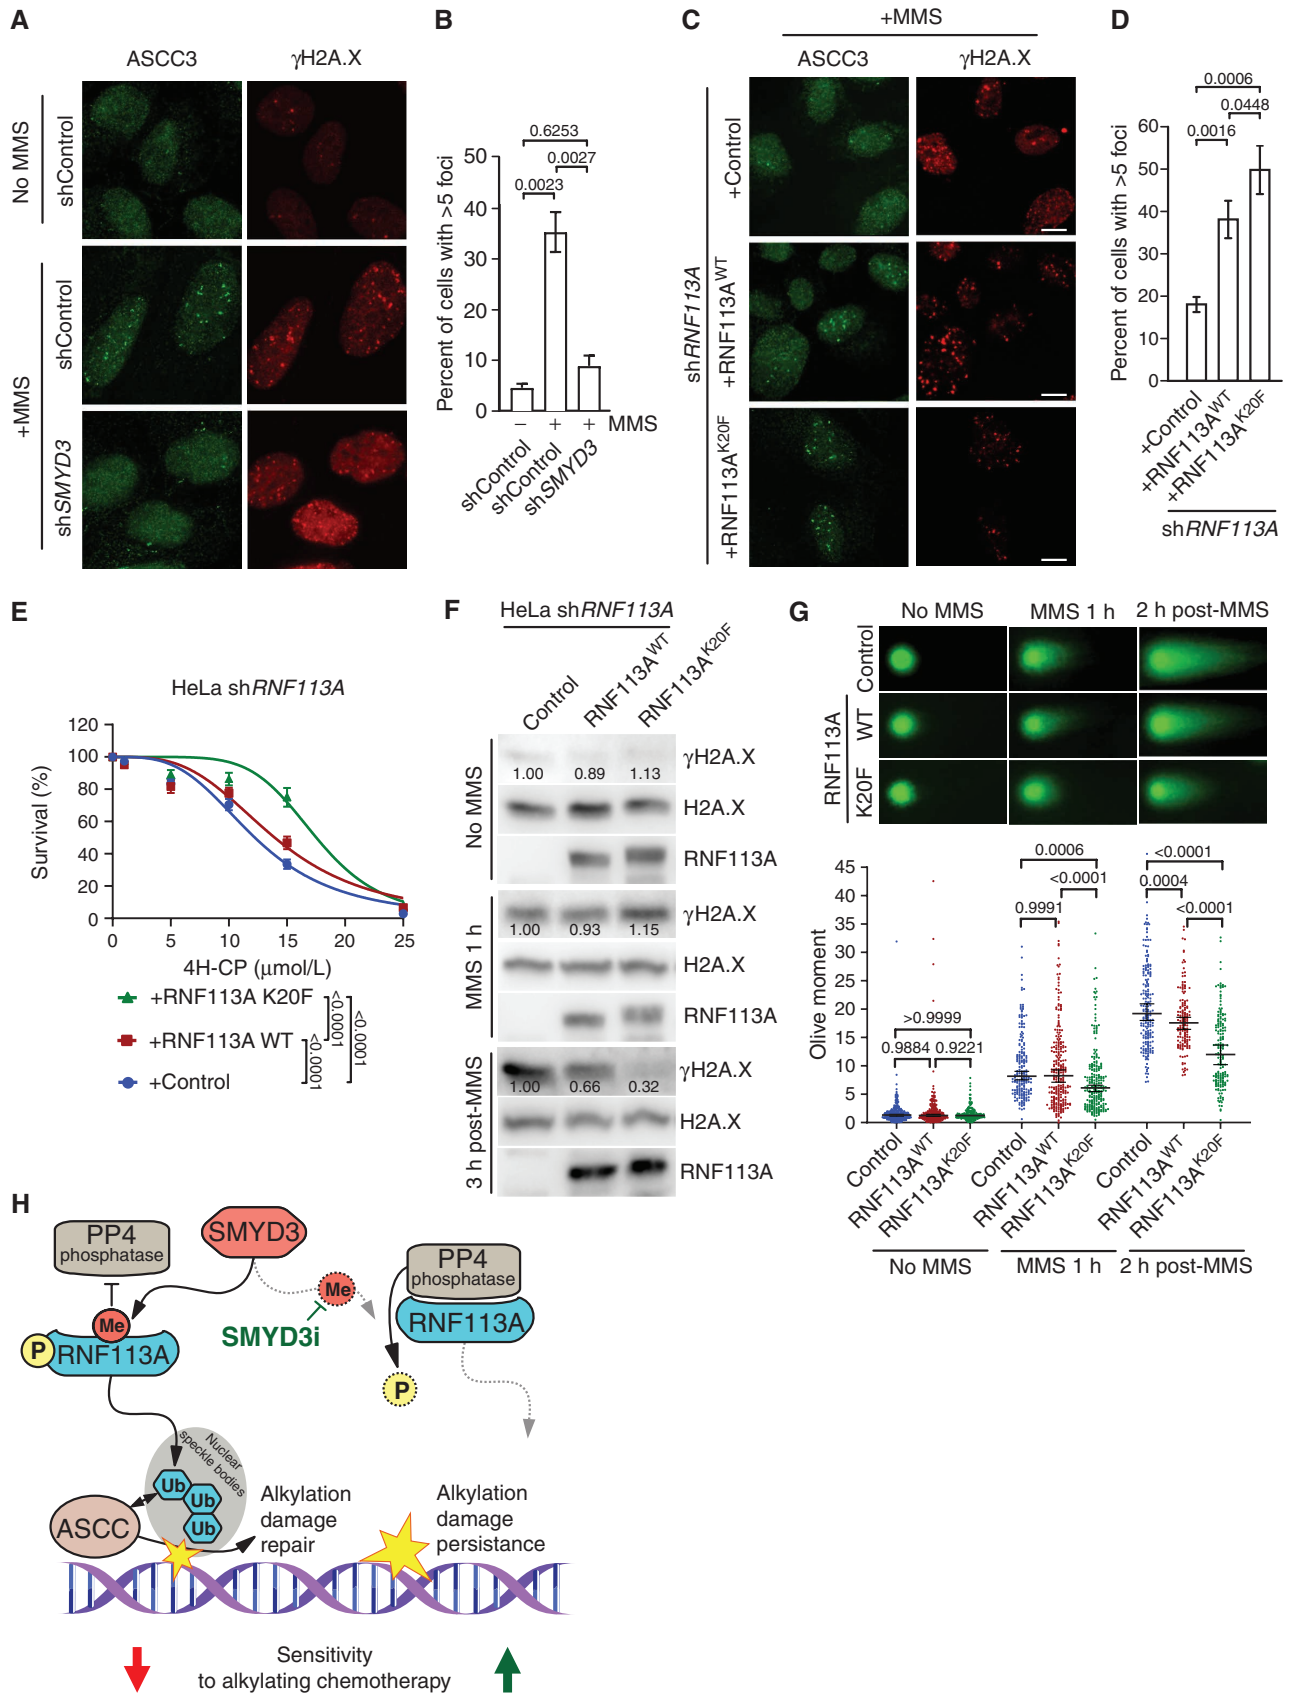 A
ASCC3
γH2A.X
No MMS
shControl
+MMS
shControl
shSMYD3
B
Percent of cells with >5 foci
50
40
30
20
10
0
0.6253
0.0027
0.0023
– + + MMS
shControl
shControl
shSMYD3
C
+MMS
ASCC3
γH2A.X
shRNF113A
+Control
+RNF113A^WT
+RNF113A^K20F
D
Percent of cells with >5 foci
60
50
40
30
20
10
0
0.0006
0.0448
0.0016
+Control
+RNF113A^WT
+RNF113A^K20F
shRNF113A
E
HeLa shRNF113A
Survival (%)
120
100
80
60
40
20
0
0 5 10 15 20 25
4H-CP (μmol/L)
+RNF113A K20F
+RNF113A WT
+Control
<0.0001
<0.0001
<0.0001
F
HeLa shRNF113A
Control
RNF113A^WT
RNF113A^K20F
No MMS
γH2A.X
1.00 0.89 1.13
H2A.X
RNF113A
MMS 1 h
γH2A.X
1.00 0.93 1.15
H2A.X
RNF113A
3 h post-MMS
γH2A.X
1.00 0.66 0.32
H2A.X
RNF113A
G
No MMS
MMS 1 h
2 h post-MMS
Control
RNF113A
WT
K20F
Olive moment
45
40
35
30
25
20
15
10
5
0
>0.9999
0.9884
0.9221
0.0006
<0.0001
0.9991
<0.0001
0.0004
<0.0001
Control
RNF113A^WT
RNF113A^K20F
Control
RNF113A^WT
RNF113A^K20F
Control
RNF113A^WT
RNF113A^K20F
No MMS
MMS 1 h
2 h post-MMS
H
PP4
phosphatase
SMYD3
Me
P
RNF113A
Me
SMYD3i
PP4
phosphatase
RNF113A
P
Nuclear
speckle bodies
Ub
Ub
Ub
ASCC
Alkylation
damage
repair
Alkylation
damage
persistance
Sensitivity
to alkylating chemotherapy